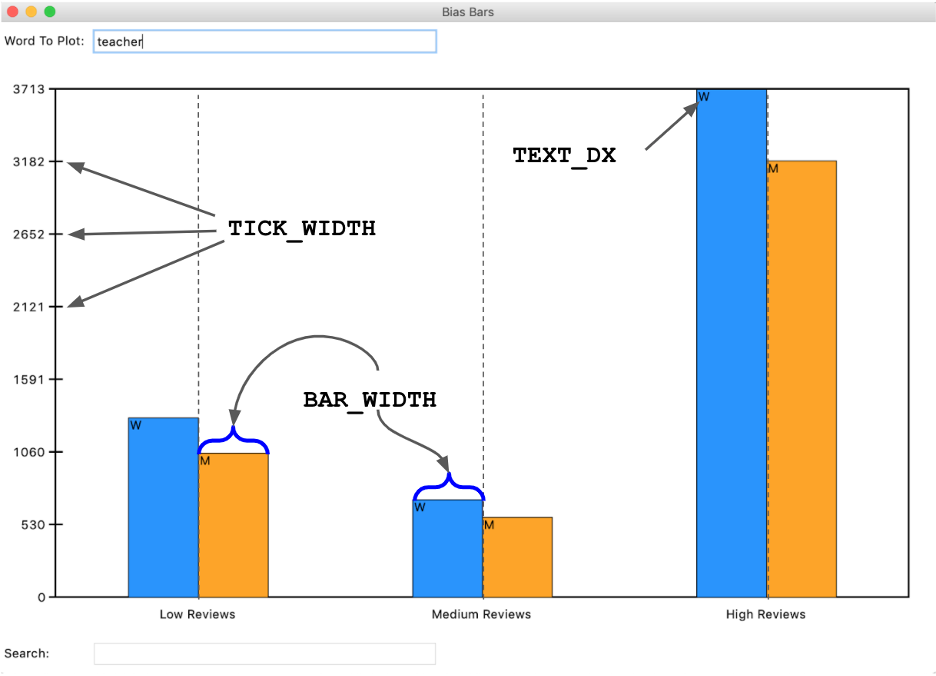 Bias Bars
Word To Plot: teacher
3713
W
TEXT_DX
3182
M
TICK_WIDTH
2652
2121
1591
BAR_WIDTH
W
1060
M
W
530
M
0
Low Reviews Medium Reviews High Reviews
Search: